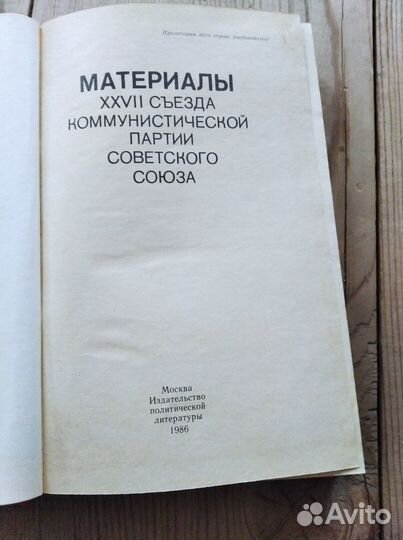 Пролетарии всех стран, соединяйтесь!
МАТЕРИАЛЫ
XXVII СЪЕЗДА
КОММУНИСТИЧЕСКОЙ
ПАРТИИ
СОВЕТСКОГО
СОЮЗА
Москва
Издательство
политической
литературы
1986
Avito